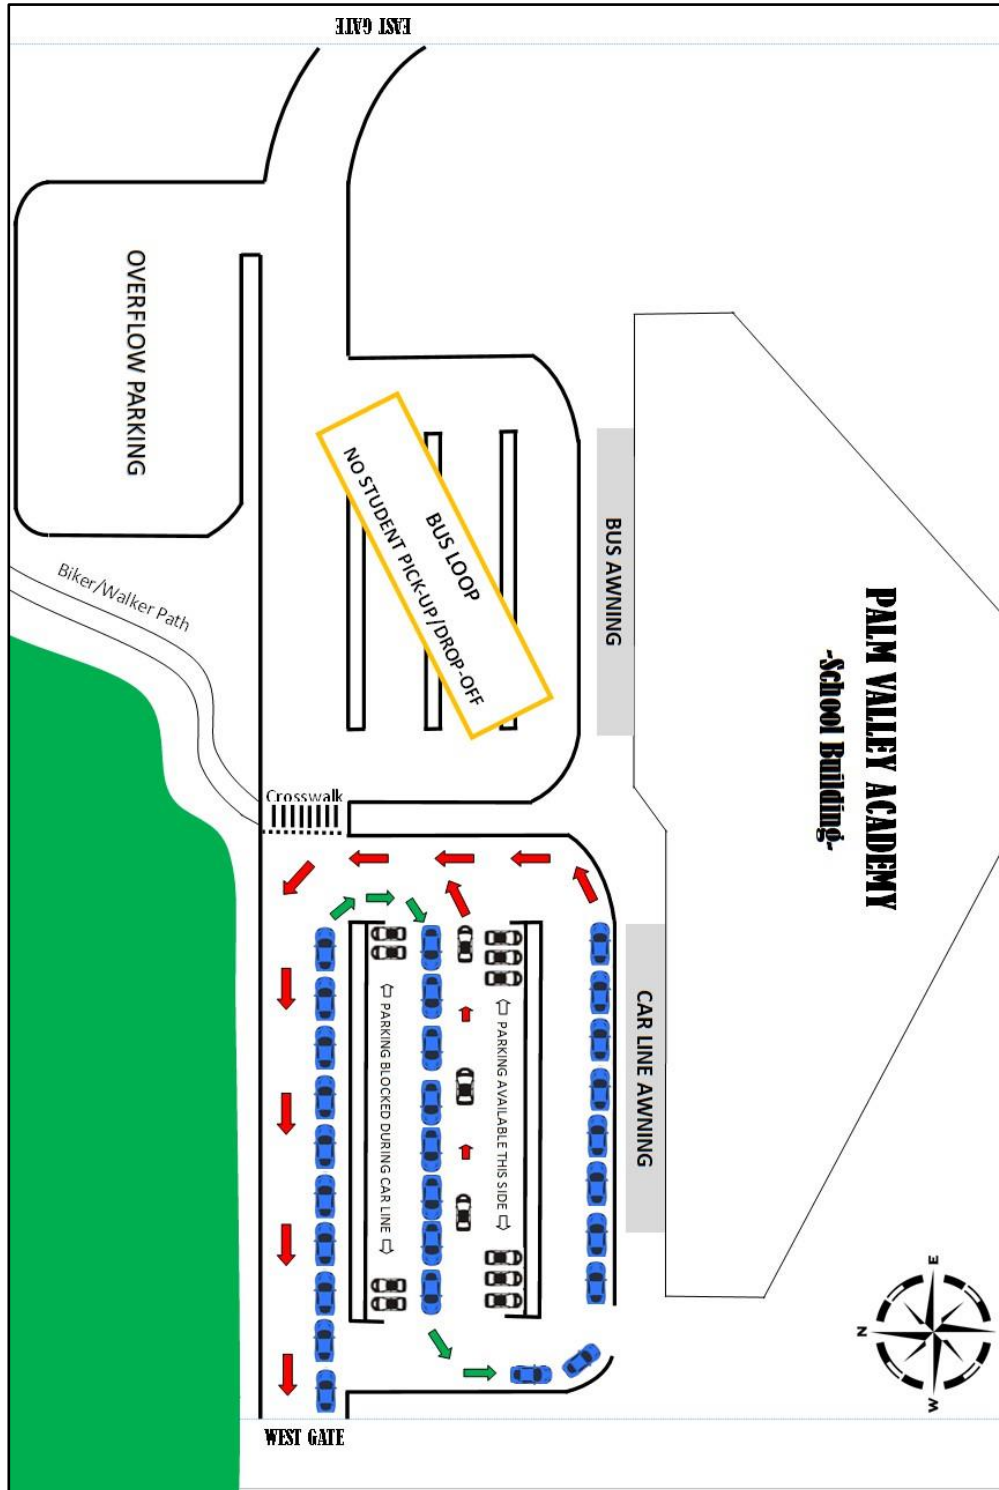 EAST GATE
OVERFLOW PARKING
BUS LOOP
NO STUDENT PICK-UP/DROP-OFF
BUS AWNING
PALM VALLEY ACADEMY
-School Building-
Biker/Walker Path
Crosswalk
PARKING BLOCKED DURING CAR LINE
PARKING AVAILABLE THIS SIDE
CAR LINE AWNING
E
N
W
WEST GATE